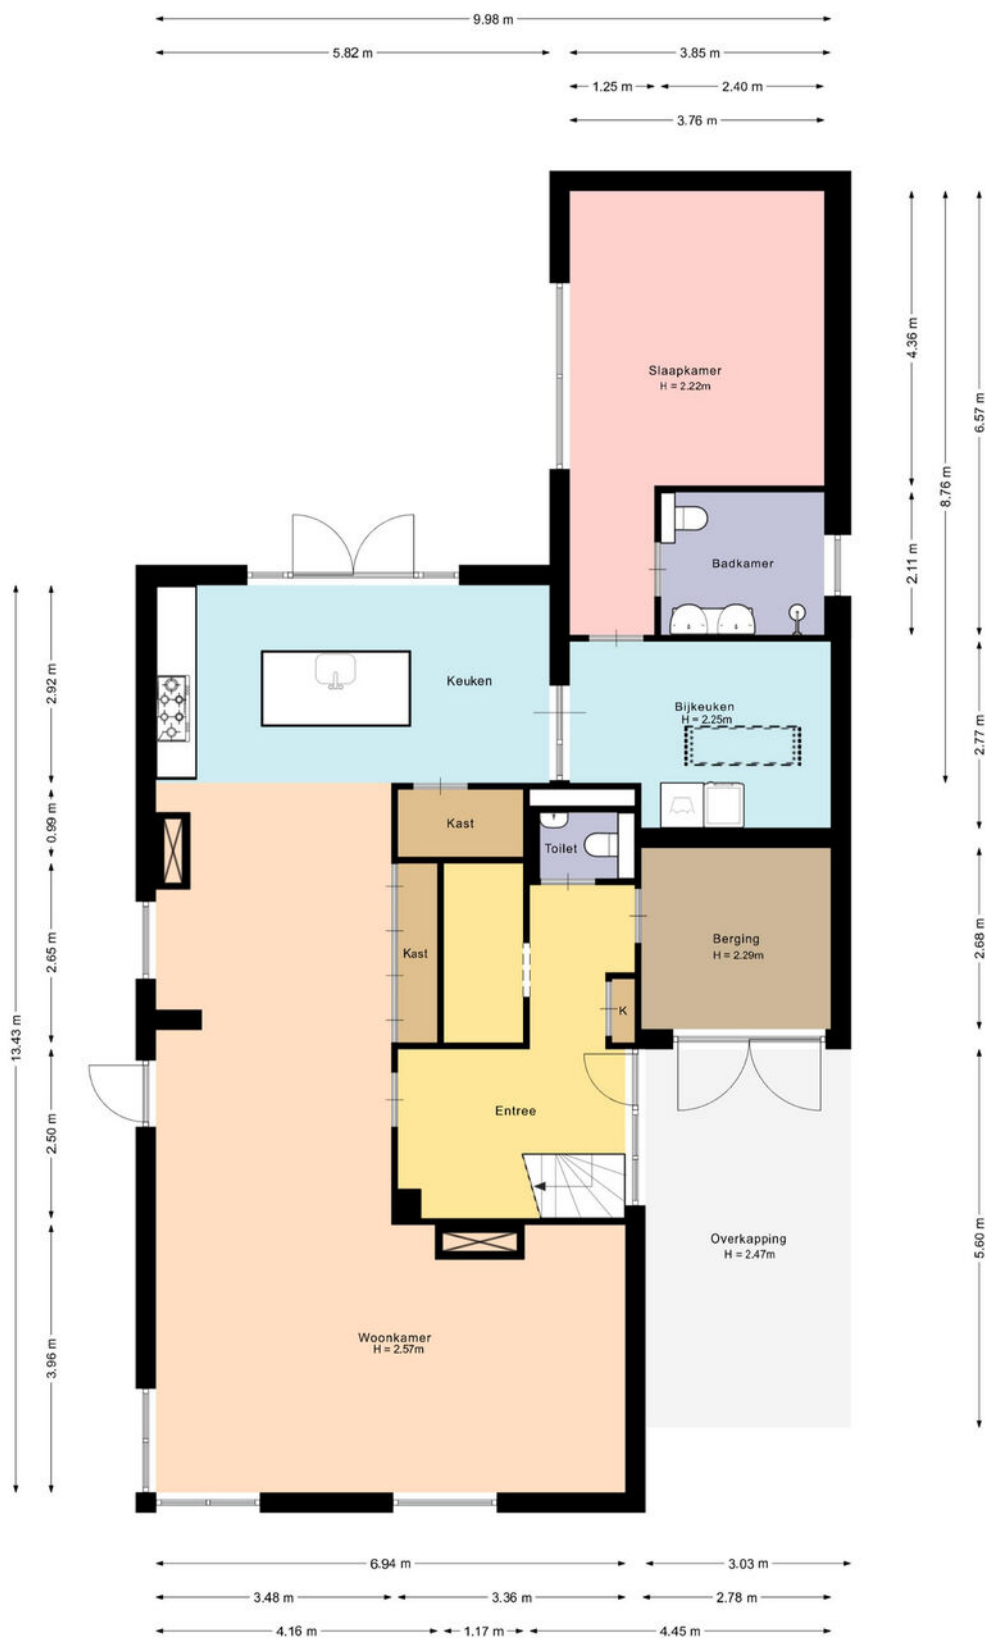 9.98 m
5.82 m
3.85 m
1.25 m
2.40 m
3.76 m
Slaapkamer
H = 2.22m
4.36 m
8.76 m
6.57 m
Badkamer
2.11 m
Keuken
Bijkeuken
H = 2.25m
2.92 m
2.77 m
Kast
0.99 m
Toilet
Kast
Berging
H = 2.29m
2.65 m
2.68 m
K
13.43 m
Entree
2.50 m
Overkapping
H = 2.47m
5.60 m
Woonkamer
H = 2.57m
3.96 m
6.94 m
3.03 m
3.48 m
3.36 m
2.78 m
4.16 m
1.17 m
4.45 m